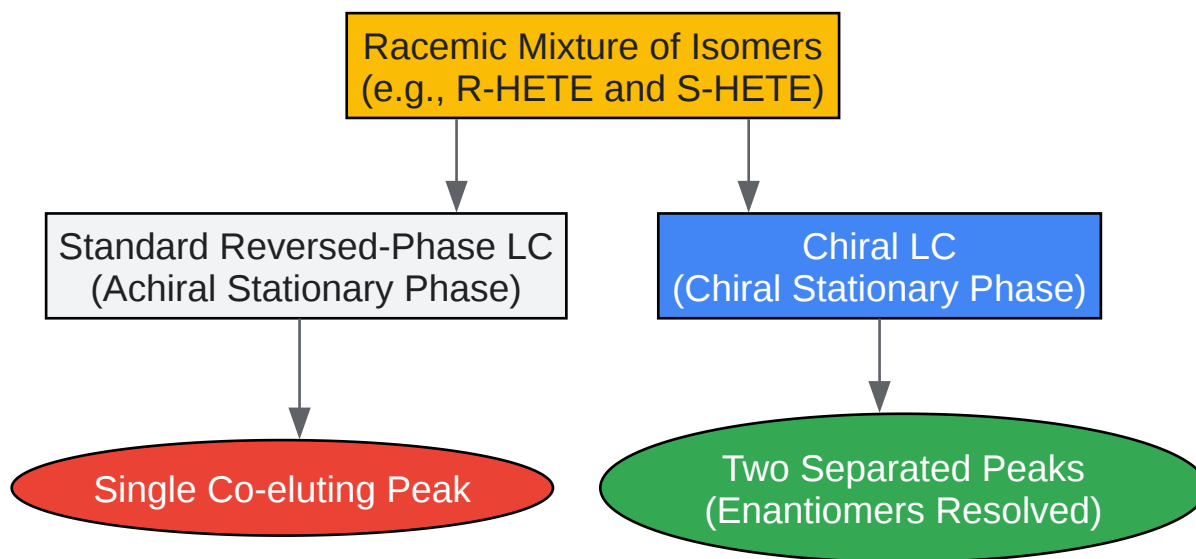 Racemic Mixture of Isomers
(e.g., R-HETE and S-HETE)
Standard Reversed-Phase LC
(Achiral Stationary Phase)
Chiral LC
(Chiral Stationary Phase)
Single Co-eluting Peak
Two Separated Peaks
(Enantiomers Resolved)